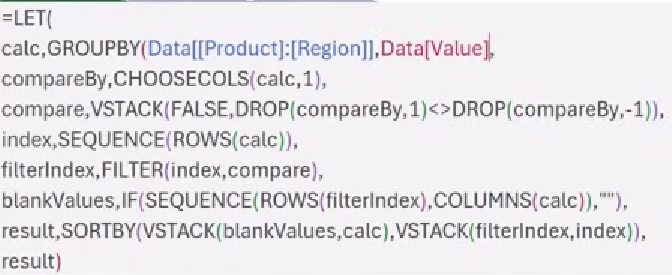 =LET(
calc,GROUPBY(Data[[Product]:[Region]],Data[Value],
compareBy,CHOOSECOLS(calc,1),
compare,VSTACK(FALSE,DROP(compareBy,1)<>DROP(compareBy,-1)),
index,SEQUENCE(ROWS(calc)),
filterIndex,FILTER(index,compare),
blankValues,IF(SEQUENCE(ROWS(filterIndex),COLUMNS(calc)),""),
result,SORTBY(VSTACK(blankValues,calc),VSTACK(filterIndex,index)),
result)